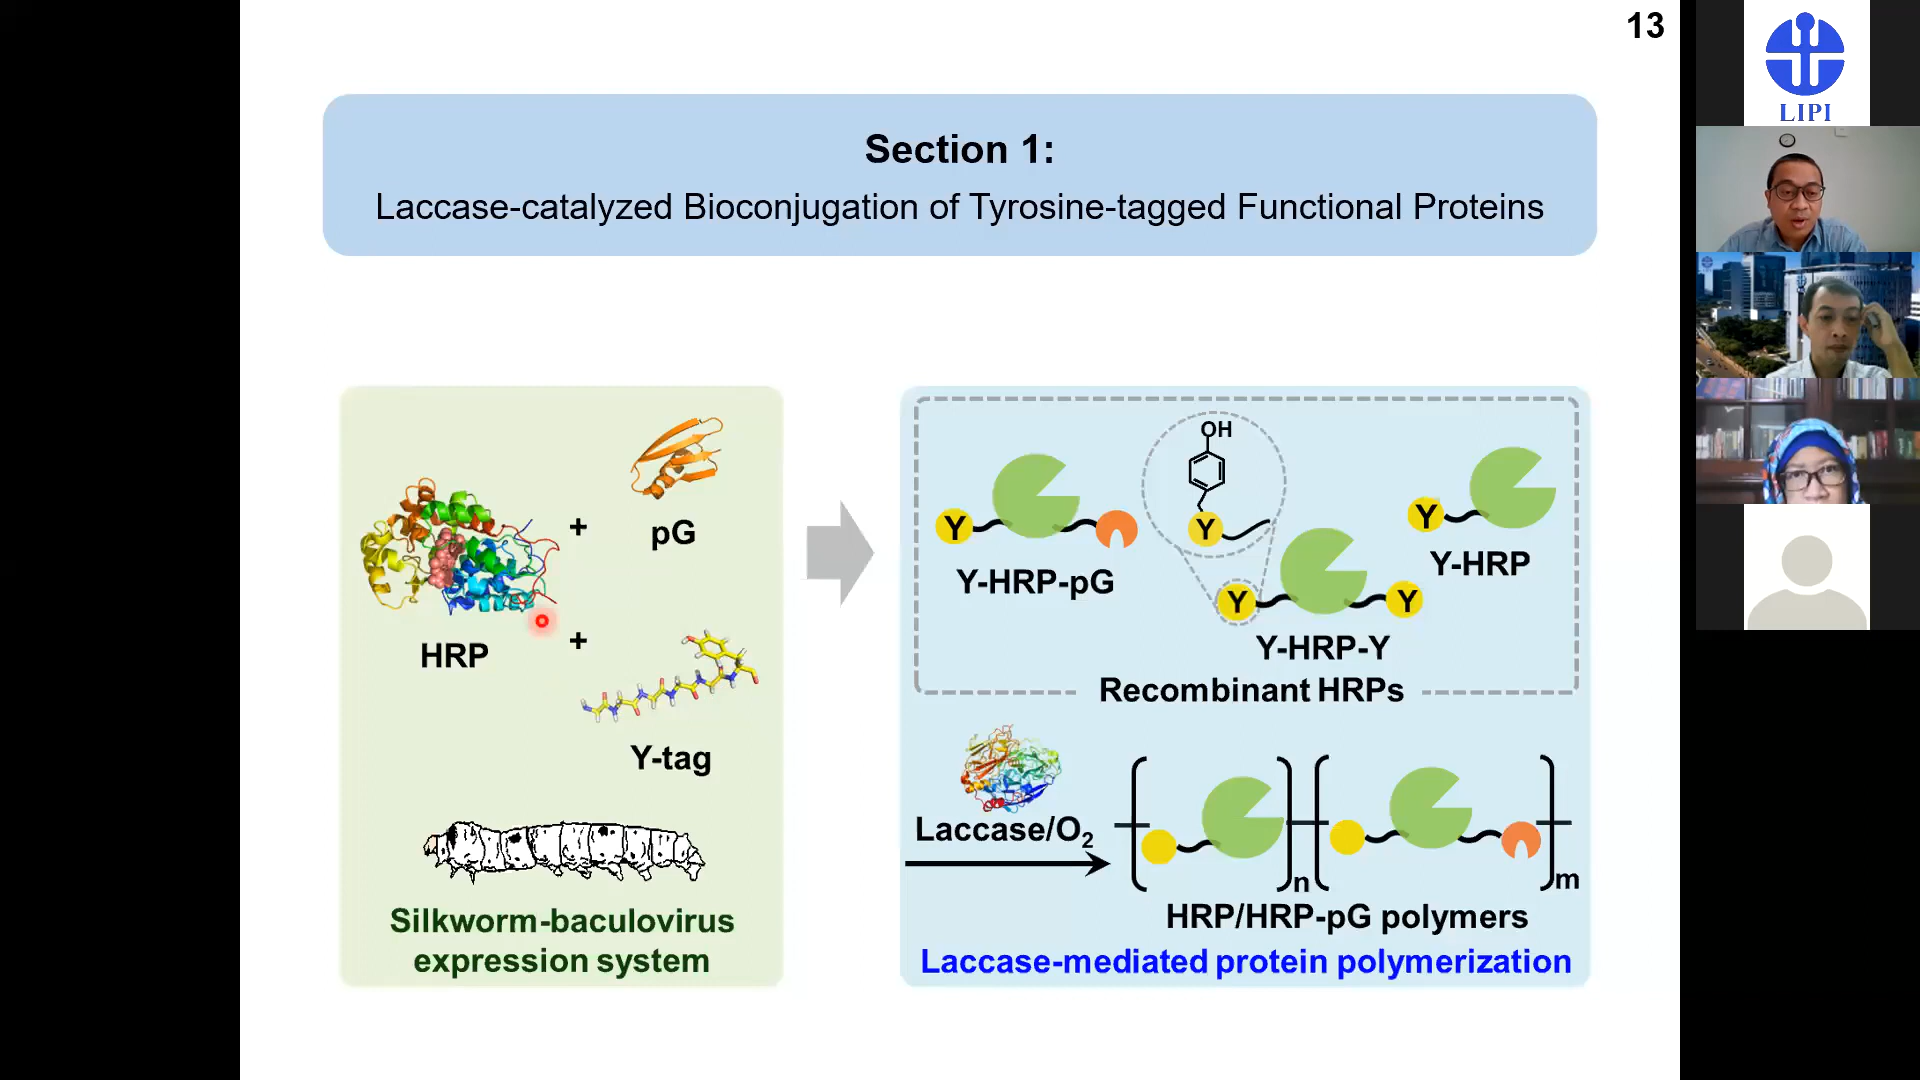 13
LIPI
Section 1:
Laccase-catalyzed Bioconjugation of Tyrosine-tagged Functional Proteins
HRP
+
pG
+
Y-tag
Silkworm-baculovirus
expression system
Y
Y-HRP-pG
OH
Y
Y
Y
Y-HRP-Y
Y
Y-HRP
Recombinant HRPs
Laccase/O₂
n
m
HRP/HRP-pG polymers
Laccase-mediated protein polymerization